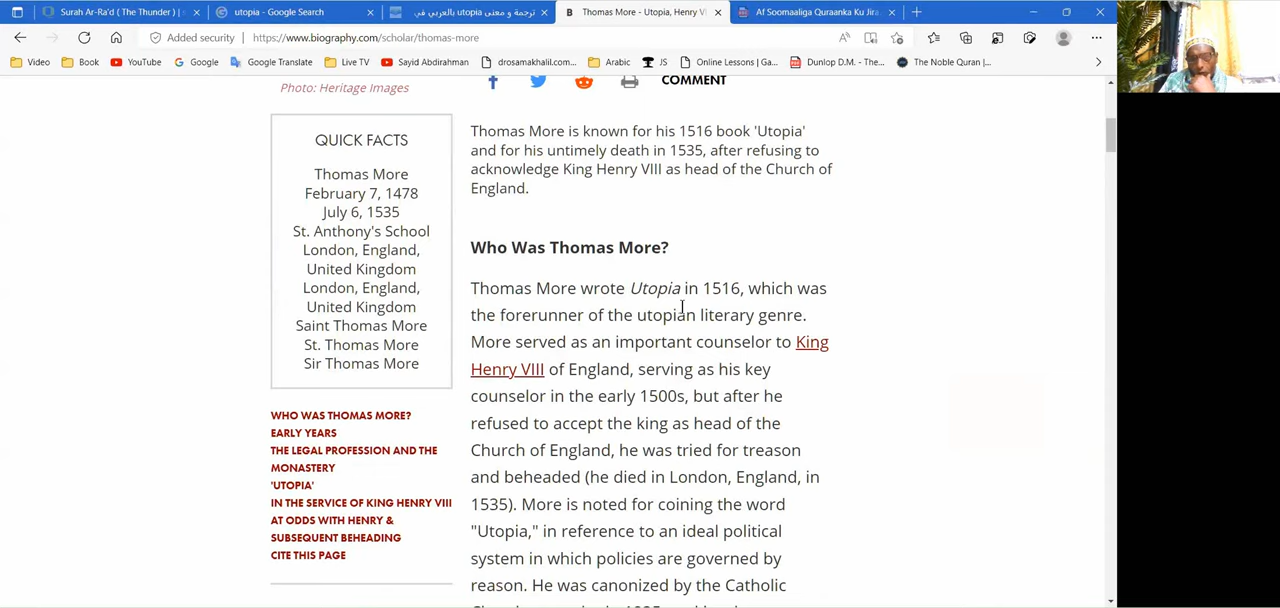 Surah Ar-Ra'd ( The Thunder ) | s
utopia - Google Search
ترجمة و معنى utopia بالعربي في
Thomas More - Utopia, Henry V
Af Soomaaliga Quraanka Ku Jira
Added security
https://www.biography.com/scholar/thomas-more
Video
Book
YouTube
Google
Google Translate
Live TV
Sayid Abdirahman
drosamakhalil.com...
Arabic
JS
Online Lessons | Ga...
Dunlop D.M. - The...
The Noble Quran |...
Photo: Heritage Images
COMMENT
QUICK FACTS
Thomas More
February 7, 1478
July 6, 1535
St. Anthony's School
London, England,
United Kingdom
London, England,
United Kingdom
Saint Thomas More
St. Thomas More
Sir Thomas More
WHO WAS THOMAS MORE?
EARLY YEARS
THE LEGAL PROFESSION AND THE
MONASTERY
'UTOPIA'
IN THE SERVICE OF KING HENRY VIII
AT ODDS WITH HENRY &
SUBSEQUENT BEHEADING
CITE THIS PAGE
Thomas More is known for his 1516 book 'Utopia'
and for his untimely death in 1535, after refusing to
acknowledge King Henry VIII as head of the Church of
England.
Who Was Thomas More?
Thomas More wrote Utopia in 1516, which was
the forerunner of the utopian literary genre.
More served as an important counselor to King
Henry VIII of England, serving as his key
counselor in the early 1500s, but after he
refused to accept the king as head of the
Church of England, he was tried for treason
and beheaded (he died in London, England, in
1535). More is noted for coining the word
"Utopia," in reference to an ideal political
system in which policies are governed by
reason. He was canonized by the Catholic